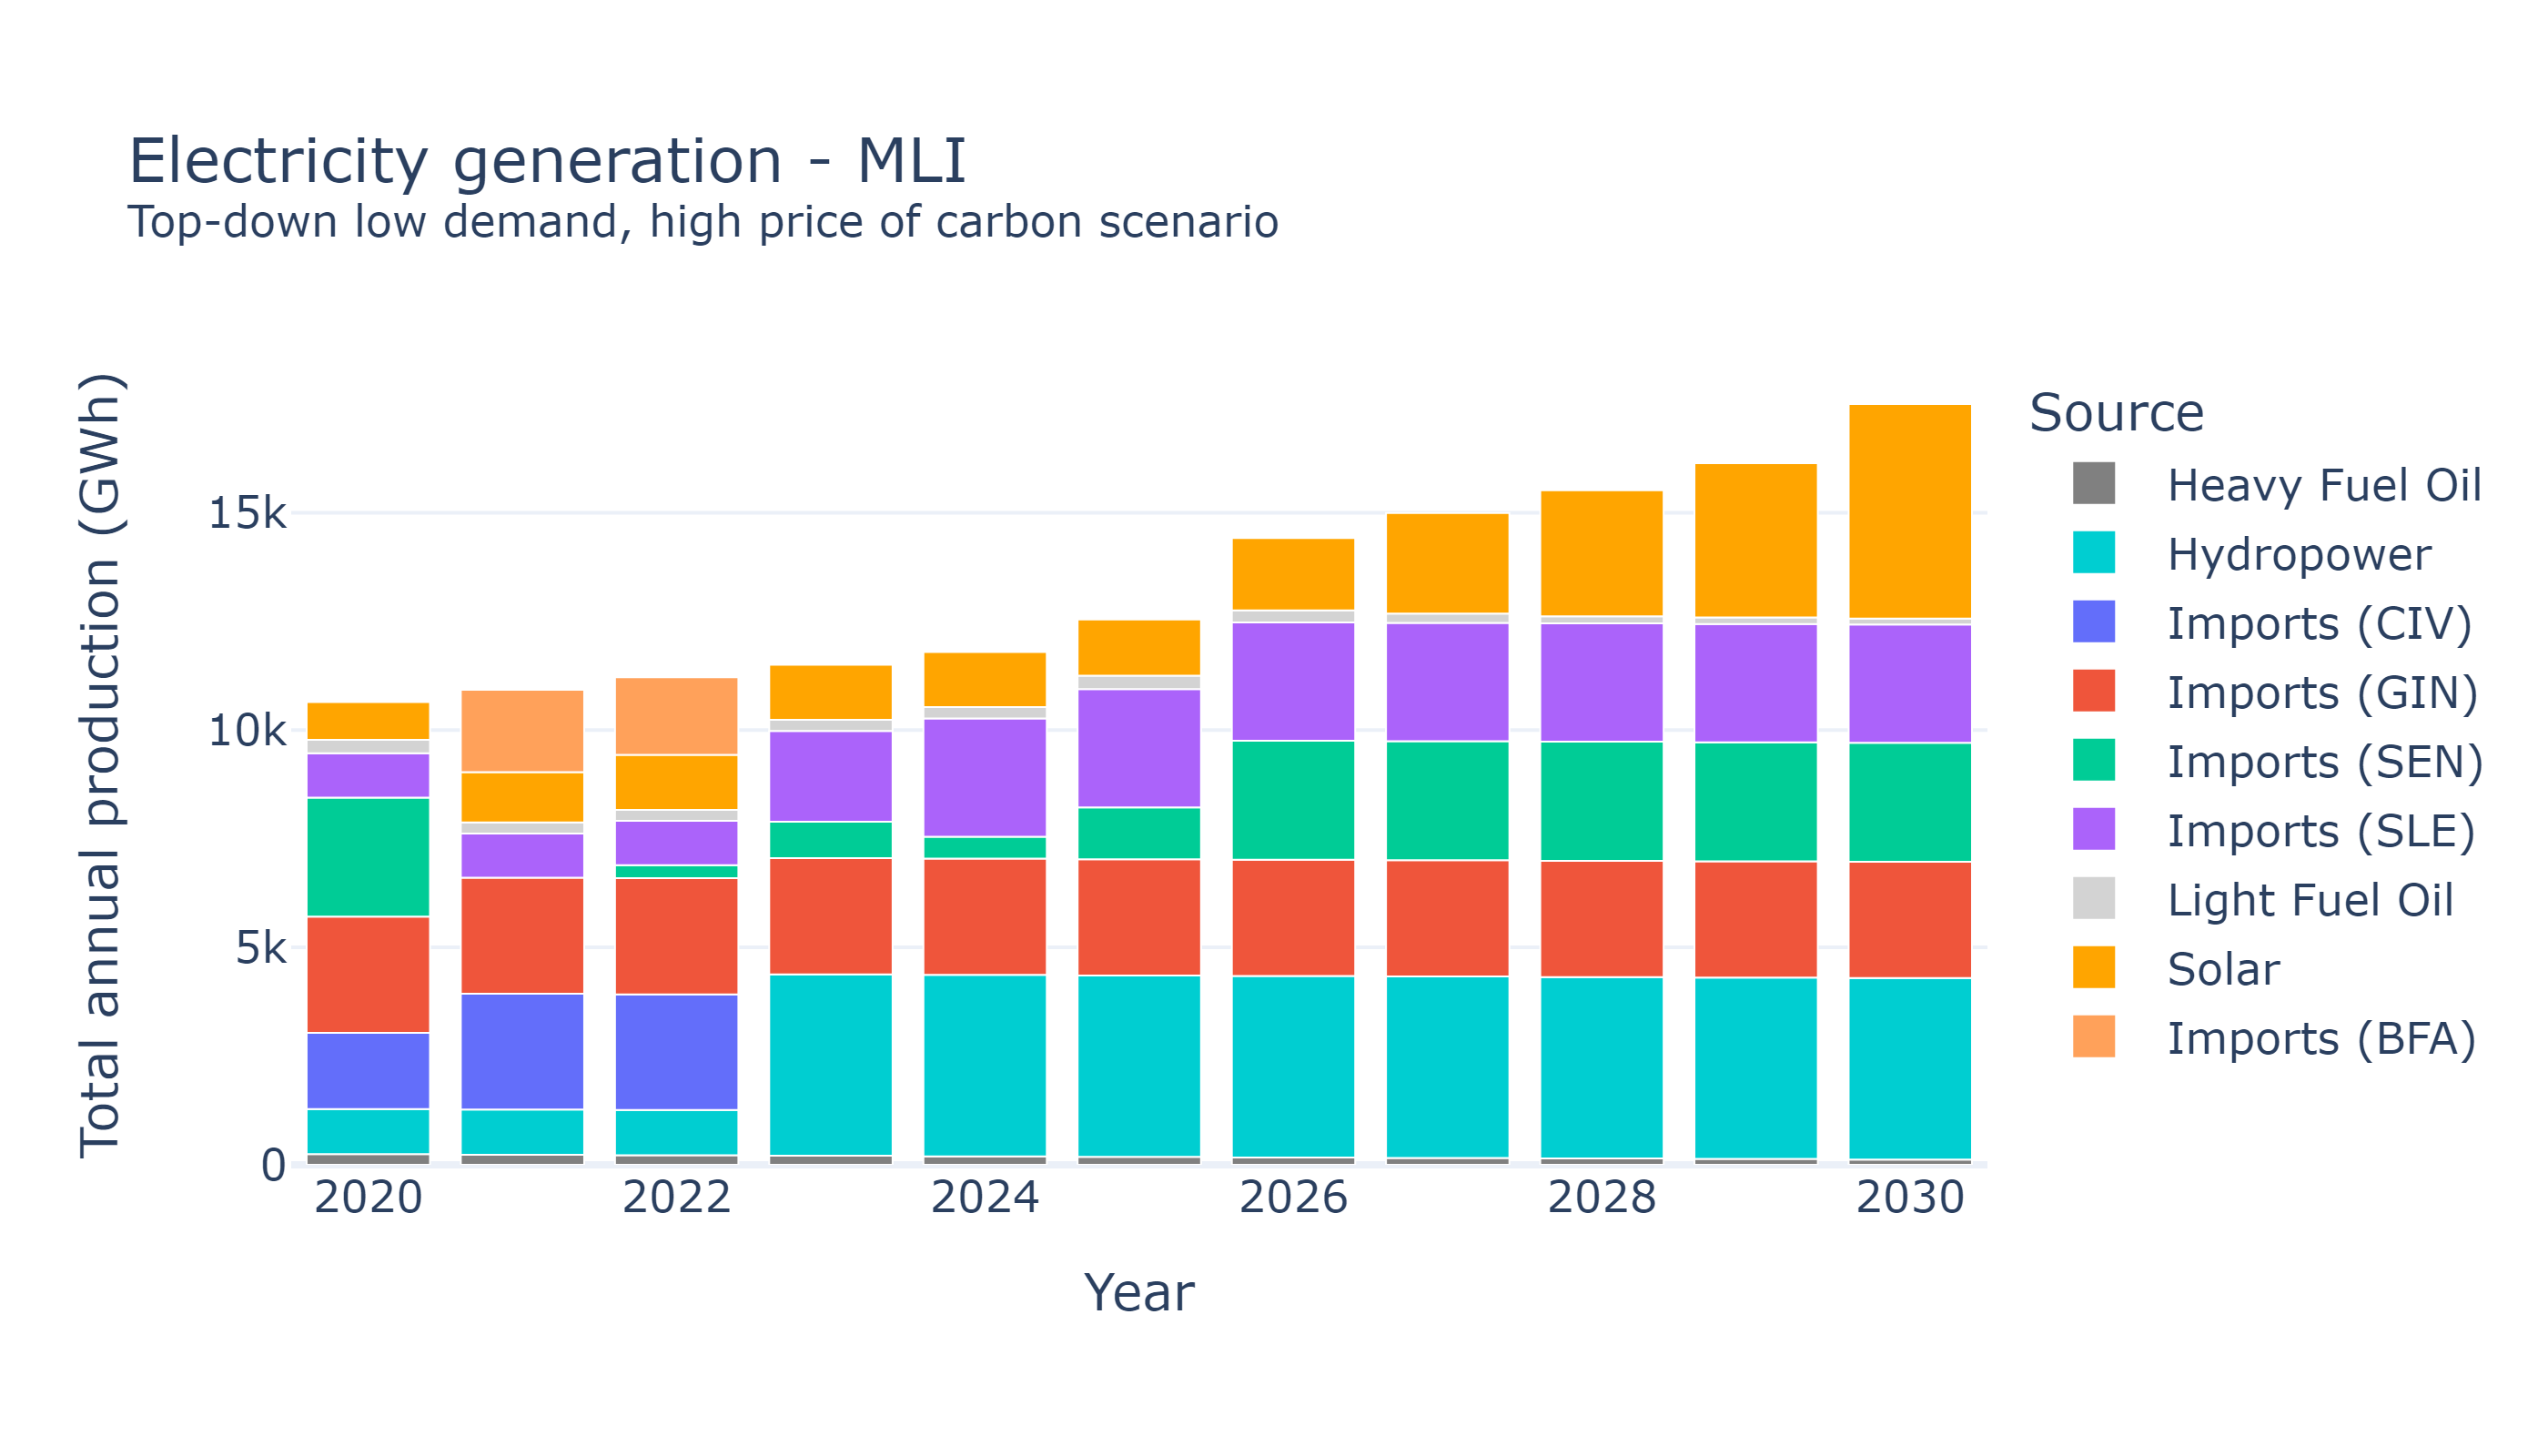 Electricity generation - MLI
Top-down low demand, high price of carbon scenario
Total annual production (GWh)
15k
10k
5k
0
2020
2022
2024
2026
2028
2030
Year
Source
Heavy Fuel Oil
Hydropower
Imports (CIV)
Imports (GIN)
Imports (SEN)
Imports (SLE)
Light Fuel Oil
Solar
Imports (BFA)